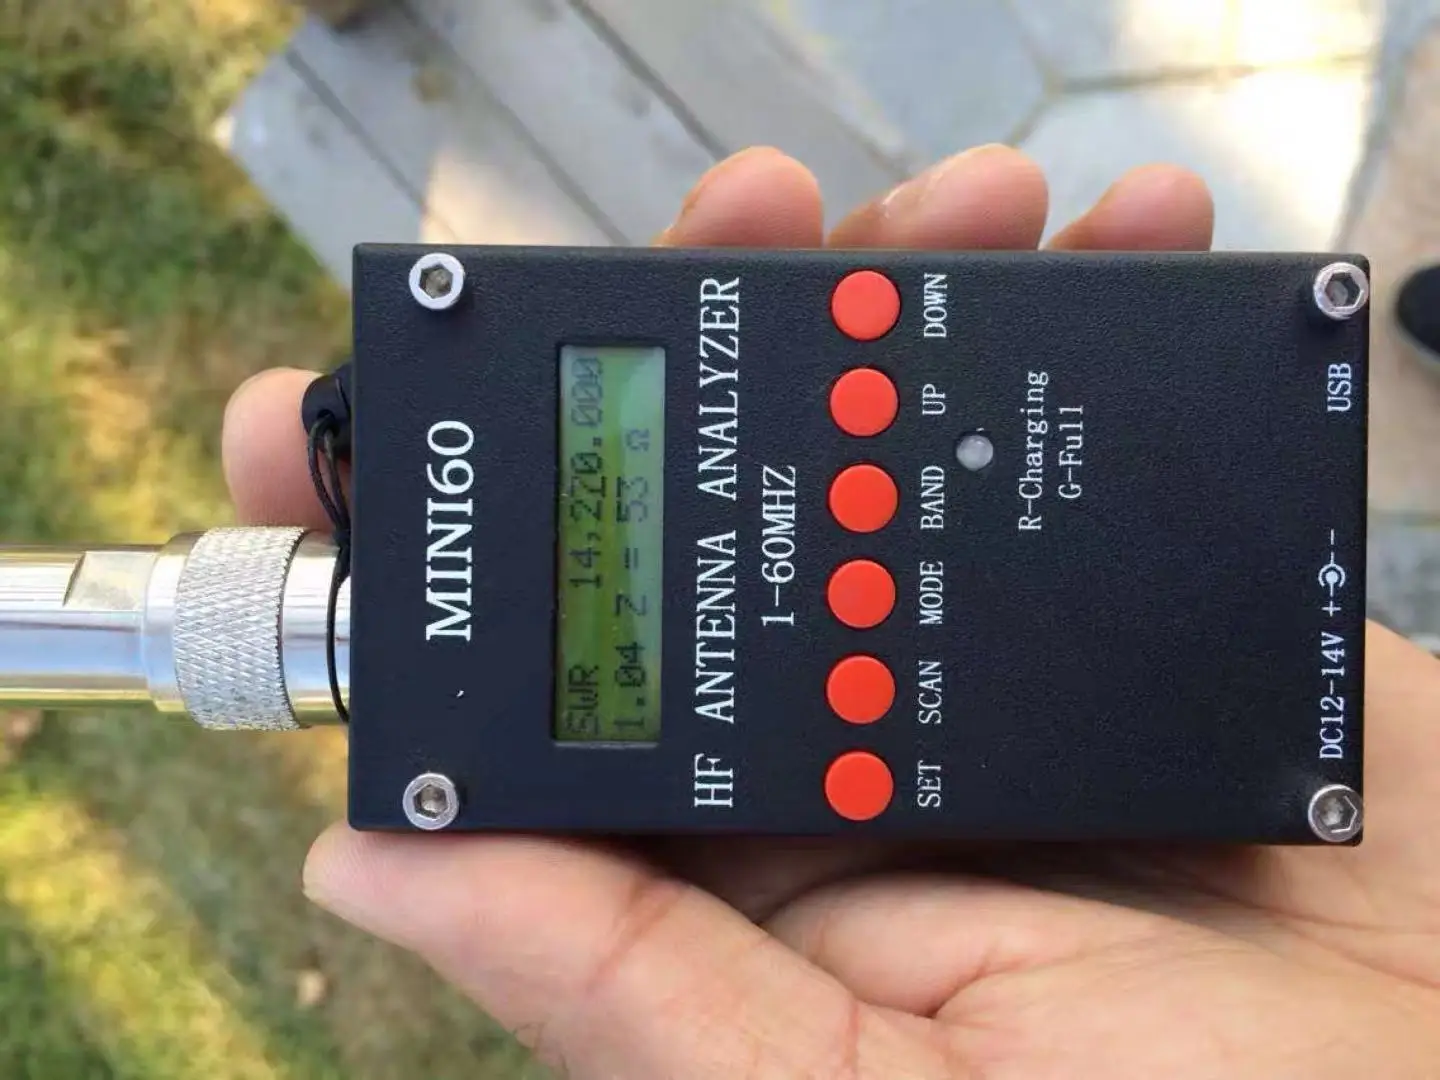 MINI60
SWR 14,220.000
1.04 Z = 53 Ω
HF ANTENNA ANALYZER
1-60MHZ
SET SCAN MODE BAND UP DOWN
R-Charging
G-Full
DC12-14V + - - USB